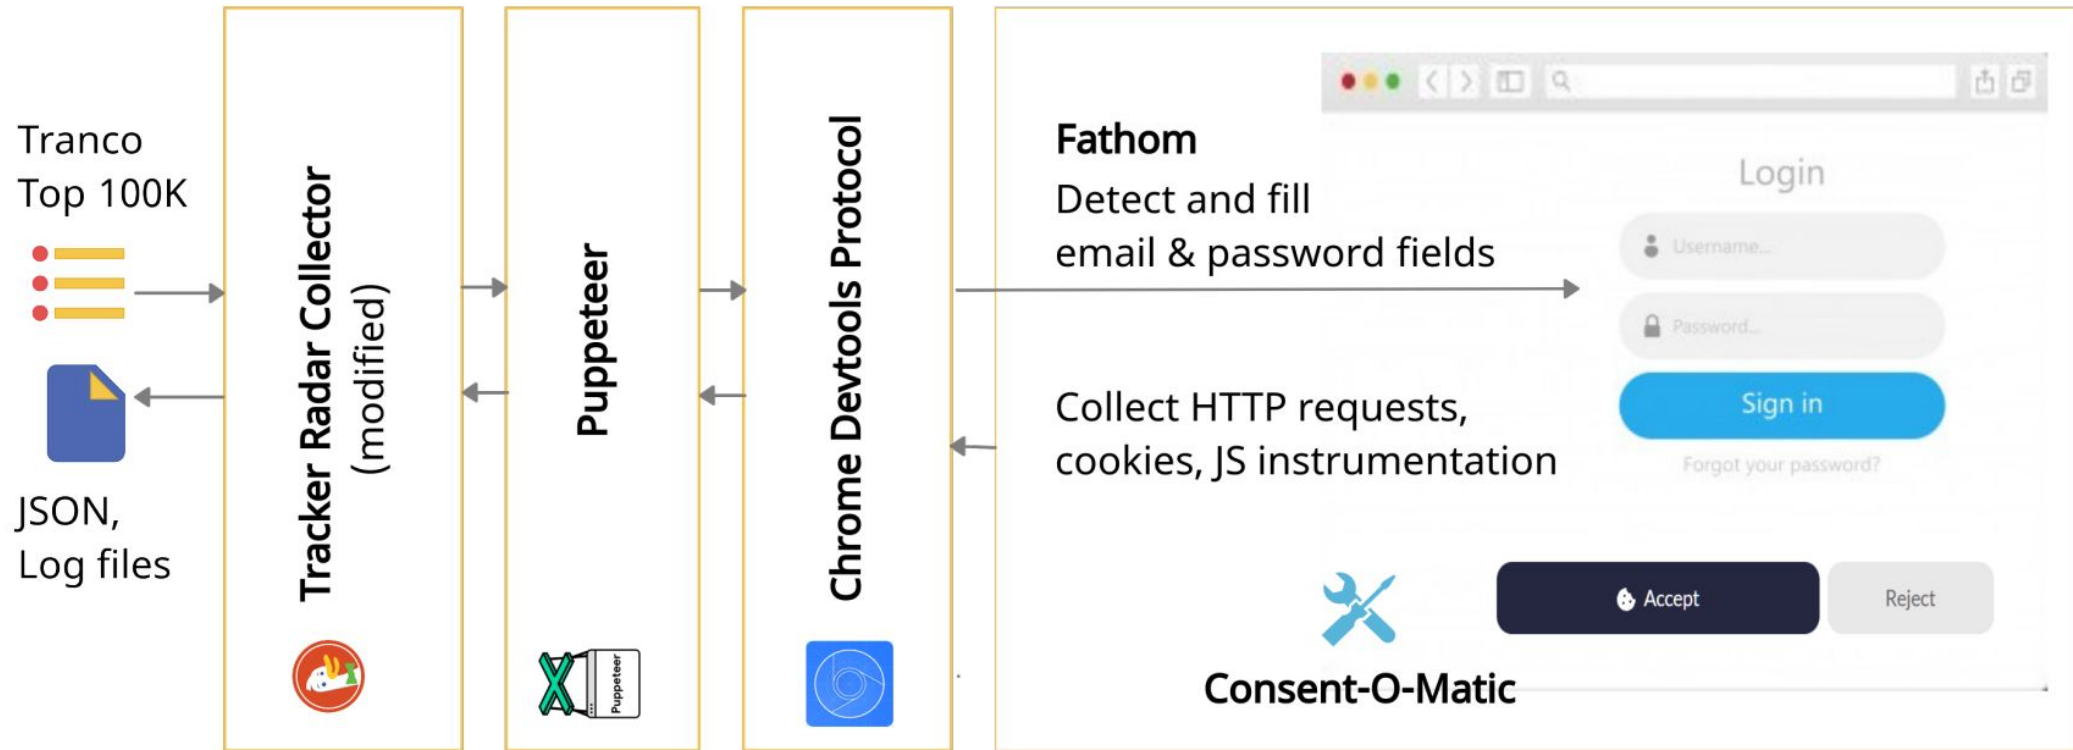 Tranco
Top 100K
JSON,
Log files
Tracker Radar Collector
(modified)
Puppeteer
Puppeteer
Chrome Devtools Protocol
Fathom
Detect and fill
email & password fields
Collect HTTP requests,
cookies, JS instrumentation
Login
Username...
Password...
Sign in
Forgot your password?
Accept
Reject
Consent-O-Matic